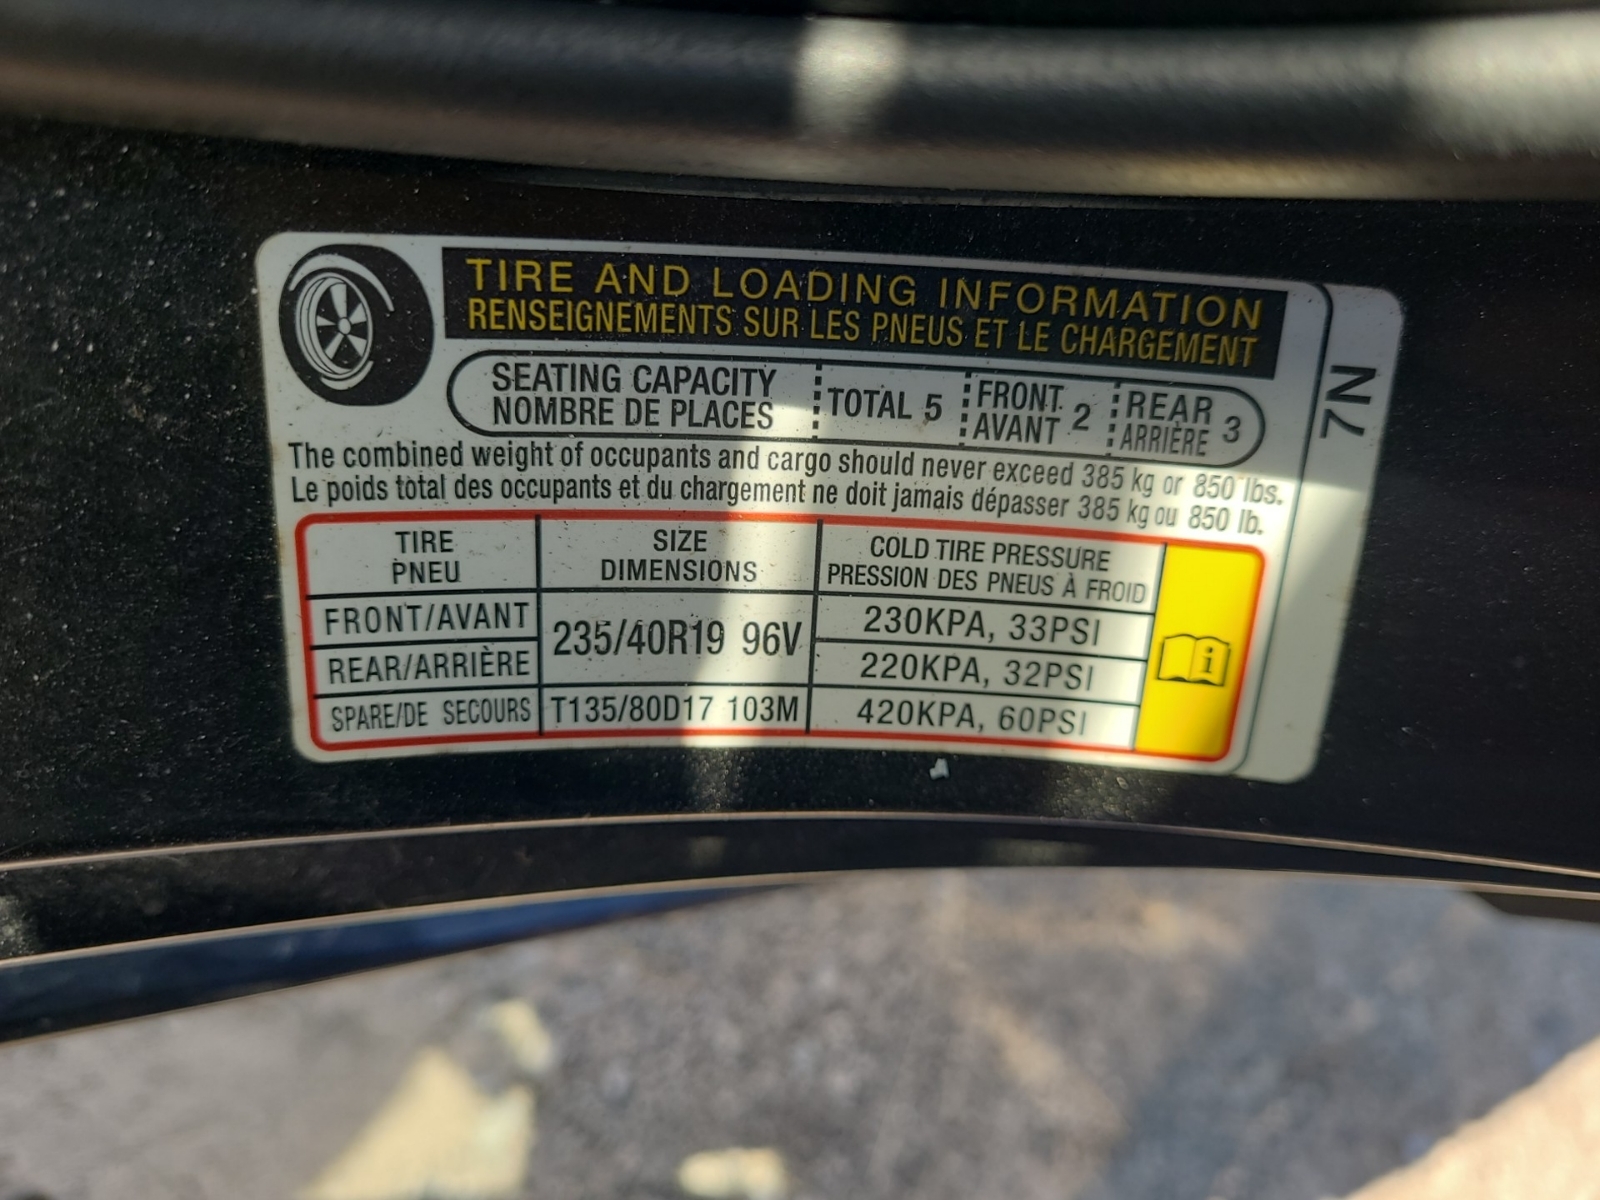 TIRE AND LOADING INFORMATION
RENSEIGNEMENTS SUR LES PNEUS ET LE CHARGEMENT
SEATING CAPACITY
NOMBRE DE PLACES
TOTAL 5
FRONT
AVANT 2
REAR
ARRIÈRE 3
The combined weight of occupants and cargo should never exceed 385 kg or 850 lbs.
Le poids total des occupants et du chargement ne doit jamais dépasser 385 kg ou 850 lb.
TIRE
PNEU
SIZE
DIMENSIONS
COLD TIRE PRESSURE
PRESSION DES PNEUS À FROID
FRONT/AVANT
235/40R19 96V
230KPA, 33PSI
REAR/ARRIÈRE
220KPA, 32PSI
SPARE/DE SECOURS
T135/80D17 103M
420KPA, 60PSI
i
7N